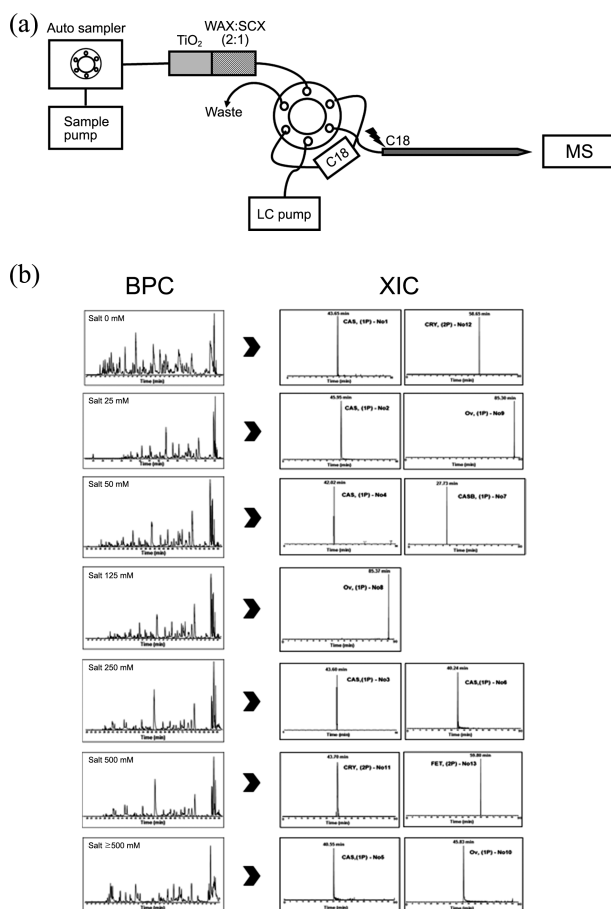 (a)
Auto sampler
TiO2
WAX:SCX
(2:1)
Waste
Sample
pump
C18
C18
LC pump
MS
(b)
BPC
XIC
Salt 0 mM
Time (min)
43.65 min
CAS, (1P) - No1
Time (min)
58.65 min
CRY, (2P) - No12
Time (min)
Salt 25 mM
Time (min)
45.95 min
CAS, (1P) - No2
Time (min)
85.30 min
Ov, (1P) - No9
Time (min)
Salt 50 mM
Time (min)
42.02 min
CAS, (1P) - No4
Time (min)
27.73 min
CASB, (1P) - No7
Time (min)
Salt 125 mM
Time (min)
85.37 min
Ov, (1P) - No8
Time (min)
Salt 250 mM
Time (min)
43.60 min
CAS,(1P) - No3
Time (min)
40.24 min
CAS,(1P) - No6
Time (min)
Salt 500 mM
Time (min)
43.70 min
CRY, (2P) - No11
Time (min)
59.80 min
FET, (2P) - No13
Time (min)
Salt ≥500 mM
Time (min)
40.55 min
CAS,(1P) - No5
Time (min)
45.83 min
Ov, (1P) - No10
Time (min)